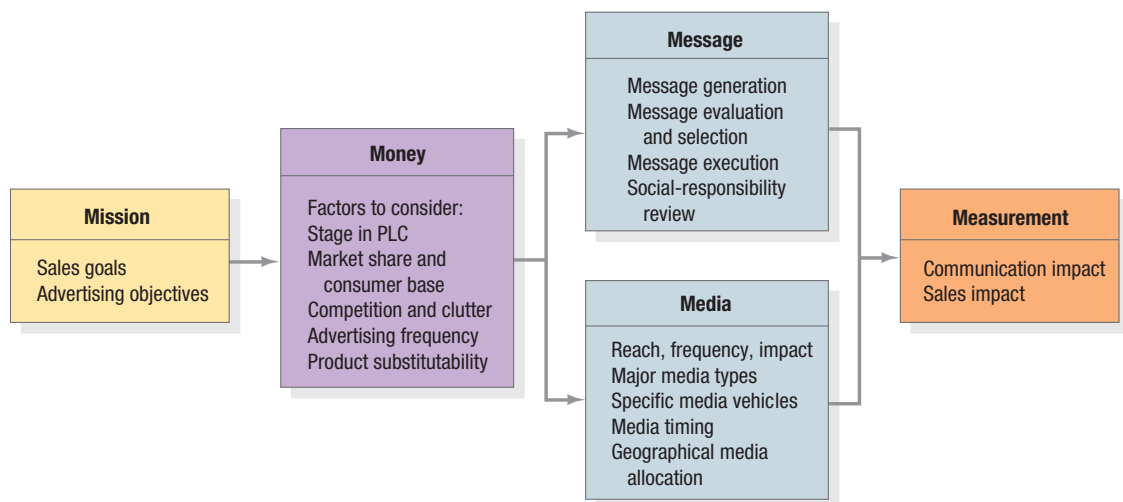 Mission
Sales goals
Advertising objectives
Money
Factors to consider:
Stage in PLC
Market share and
consumer base
Competition and clutter
Advertising frequency
Product substitutability
Message
Message generation
Message evaluation
and selection
Message execution
Social-responsibility
review
Media
Reach, frequency, impact
Major media types
Specific media vehicles
Media timing
Geographical media
allocation
Measurement
Communication impact
Sales impact